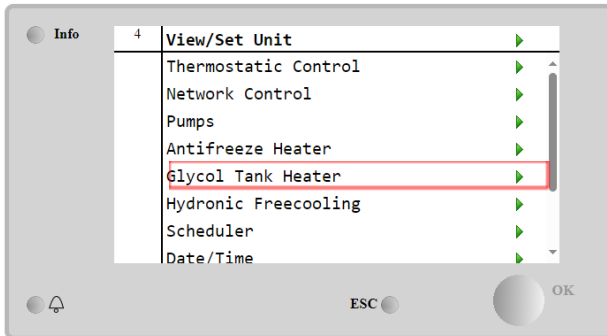 Info
4 View/Set Unit
Thermostatic Control
Network Control
Pumps
Antifreeze Heater
Glycol Tank Heater
Hydronic Freecooling
Scheduler
Date/Time
ESC
OK